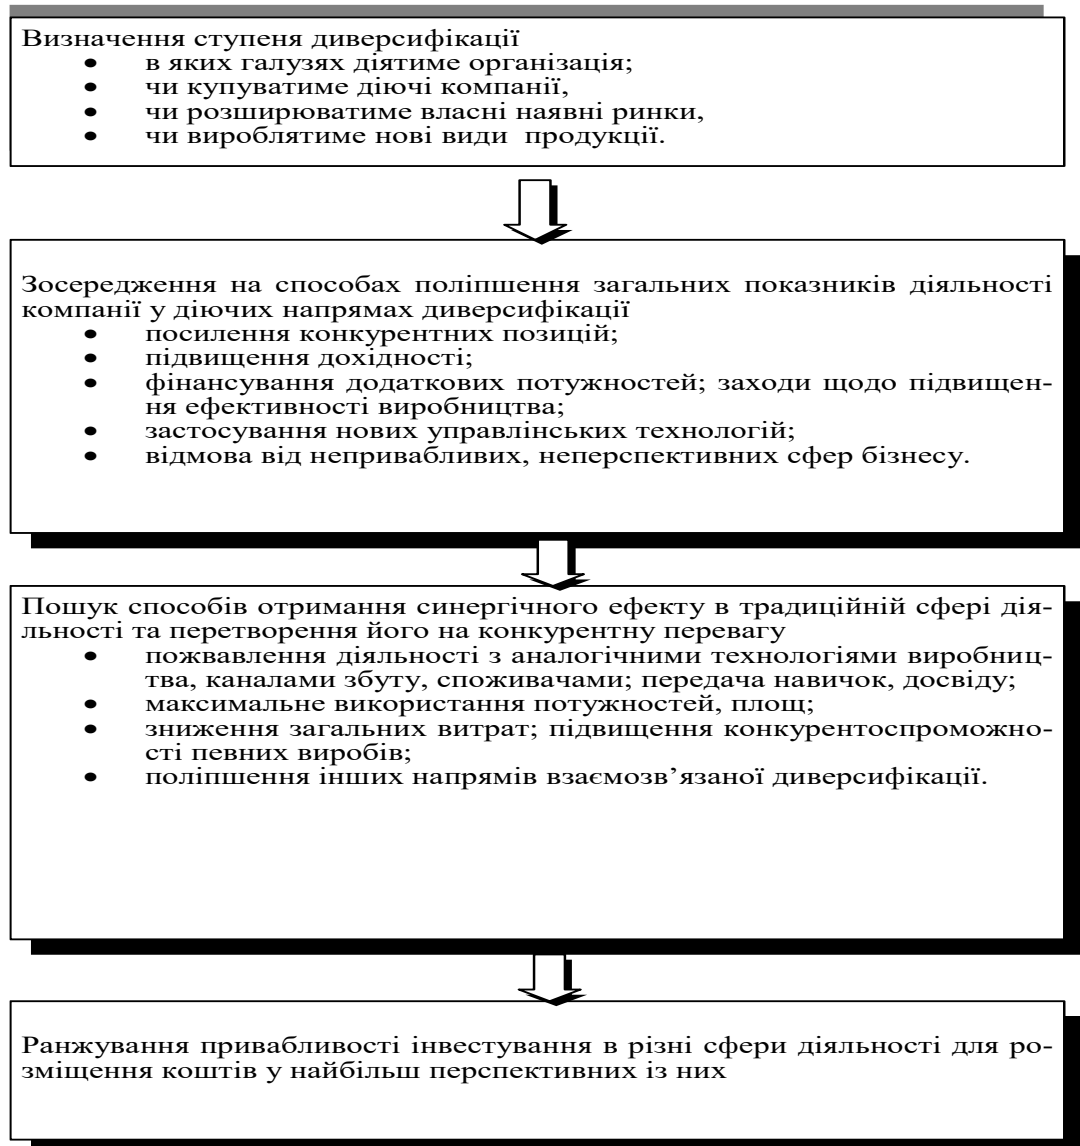 Визначення ступеня диверсифікації
• в яких галузях діятиме організація;
• чи купуватиме діючі компанії,
• чи розширюватиме власні наявні ринки,
• чи вироблятиме нові види продукції.
Зосередження на способах поліпшення загальних показників діяльності
компанії у діючих напрямах диверсифікації
• посилення конкурентних позицій;
• підвищення дохідності;
• фінансування додаткових потужностей; заходи щодо підвищен-
ня ефективності виробництва;
• застосування нових управлінських технологій;
• відмова від непривабливих, неперспективних сфер бізнесу.
Пошук способів отримання синергічного ефекту в традиційній сфері дія-
льності та перетворення його на конкурентну перевагу
• пожвавлення діяльності з аналогічними технологіями виробниц-
тва, каналами збуту, споживачами; передача навичок, досвіду;
• максимальне використання потужностей, площ;
• зниження загальних витрат; підвищення конкурентоспроможно-
сті певних виробів;
• поліпшення інших напрямів взаємозв’язаної диверсифікації.
Ранжування привабливості інвестування в різні сфери діяльності для ро-
зміщення коштів у найбільш перспективних із них